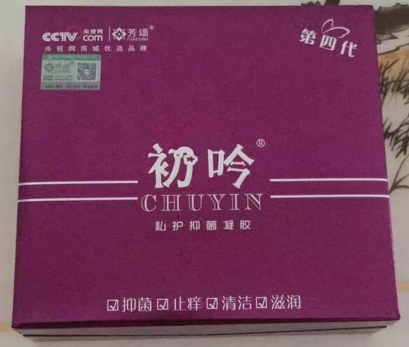 CCTV 央视网 com 芳颂 FANGSONG
央视网商城优选品牌
第四代
初吟®
CHUYIN
私护抑菌凝胶
☑抑菌☑止痒☑清洁☑滋润